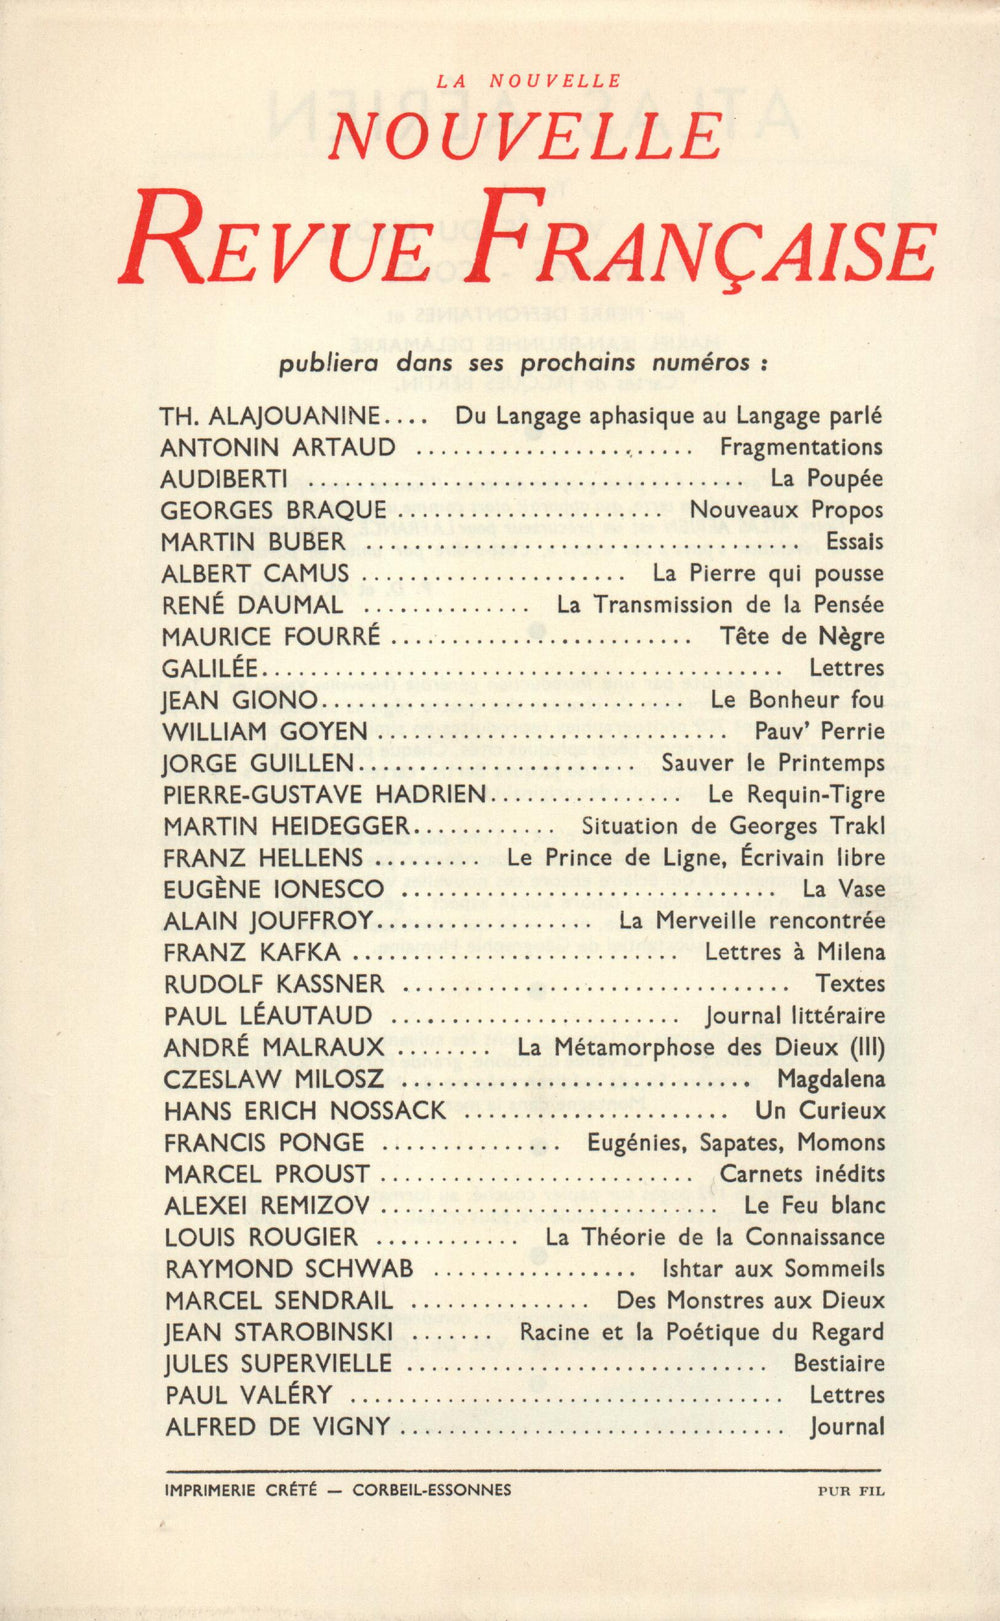 LA NOUVELLE
NOUVELLE
REVUE FRANÇAISE
publiera dans ses prochains numéros :
TH. ALAJOUANINE.... Du Langage aphasique au Langage parlé
ANTONIN ARTAUD ....................... Fragmentations
AUDIBERTI .................................... La Poupée
GEORGES BRAQUE ........................ Nouveaux Propos
MARTIN BUBER ..................................... Essais
ALBERT CAMUS ...................... La Pierre qui pousse
RENÉ DAUMAL .............. La Transmission de la Pensée
MAURICE FOURRÉ ......................... Tête de Nègre
GALILÉE........................................... Lettres
JEAN GIONO.............................. Le Bonheur fou
WILLIAM GOYEN ............................. Pauv' Perrie
JORGE GUILLEN....................... Sauver le Printemps
PIERRE-GUSTAVE HADRIEN................ Le Requin-Tigre
MARTIN HEIDEGGER............ Situation de Georges Trakl
FRANZ HELLENS ......... Le Prince de Ligne, Écrivain libre
EUGÈNE IONESCO ............................... La Vase
ALAIN JOUFFROY................ La Merveille rencontrée
FRANZ KAFKA ........................... Lettres à Milena
RUDOLF KASSNER ................................ Textes
PAUL LÉAUTAUD ........................ Journal littéraire
ANDRÉ MALRAUX ........ La Métamorphose des Dieux (III)
CZESLAW MILOSZ ............................. Magdalena
HANS ERICH NOSSACK ...................... Un Curieux
FRANCIS PONGE ............... Eugénies, Sapates, Momons
MARCEL PROUST .......................... Carnets inédits
ALEXEI REMIZOV ............................ Le Feu blanc
LOUIS ROUGIER ............ La Théorie de la Connaissance
RAYMOND SCHWAB ................. Ishtar aux Sommeils
MARCEL SENDRAIL ............... Des Monstres aux Dieux
JEAN STAROBINSKI ....... Racine et la Poétique du Regard
JULES SUPERVIELLE .............................. Bestiaire
PAUL VALÉRY .................................... Lettres
ALFRED DE VIGNY................................ Journal
IMPRIMERIE CRÉTÉ — CORBEIL-ESSONNES PUR FIL